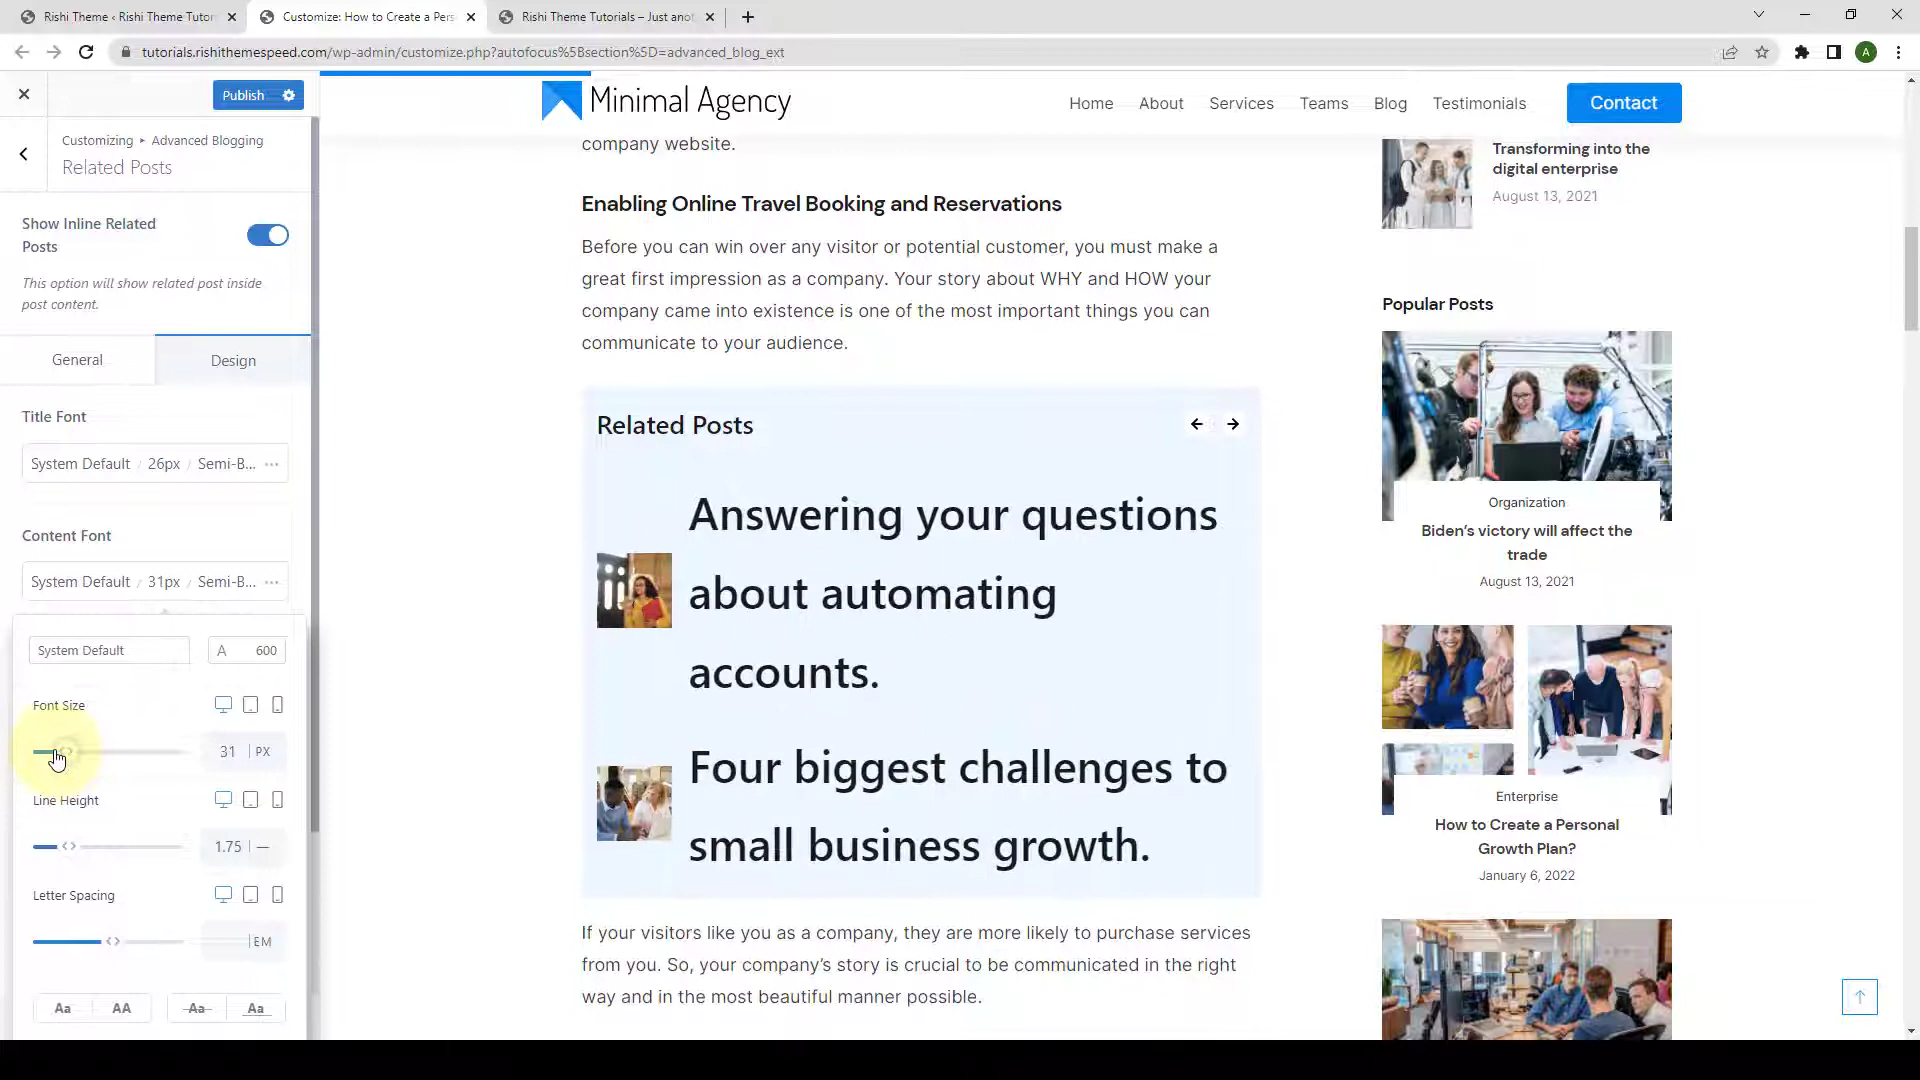 Rishi Theme ‹ Rishi Theme Tutor
Customize: How to Create a Pers
Rishi Theme Tutorials – Just anot
tutorials.rishithemespeed.com/wp-admin/customize.php?autofocus%5Bsection%5D=advanced_blog_ext
A
Publish
Customizing ▸ Advanced Blogging
Related Posts
Show Inline Related
Posts
This option will show related post inside
post content.
General
Design
Title Font
System Default / 26px / Semi-B... ···
Content Font
System Default / 31px / Semi-B... ···
System Default
A 600
Font Size
31 PX
Line Height
1.75 —
Letter Spacing
EM
Aa AA Aa Aa
Minimal Agency
Home About Services Teams Blog Testimonials
Contact
company website.
Enabling Online Travel Booking and Reservations
Before you can win over any visitor or potential customer, you must make a
great first impression as a company. Your story about WHY and HOW your
company came into existence is one of the most important things you can
communicate to your audience.
Related Posts
Answering your questions
about automating
accounts.
Four biggest challenges to
small business growth.
If your visitors like you as a company, they are more likely to purchase services
from you. So, your company’s story is crucial to be communicated in the right
way and in the most beautiful manner possible.
Transforming into the
digital enterprise
August 13, 2021
Popular Posts
Organization
Biden’s victory will affect the
trade
August 13, 2021
Enterprise
How to Create a Personal
Growth Plan?
January 6, 2022